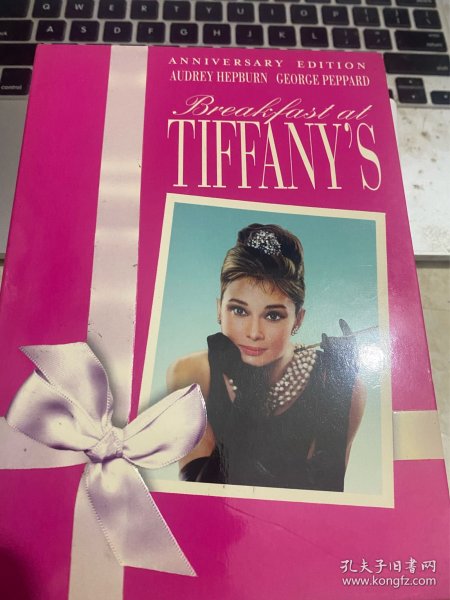 ANNIVERSARY EDITION
AUDREY HEPBURN GEORGE PEPPARD
Breakfast at
TIFFANY'S
孔夫子旧书网
www.kongfz.com